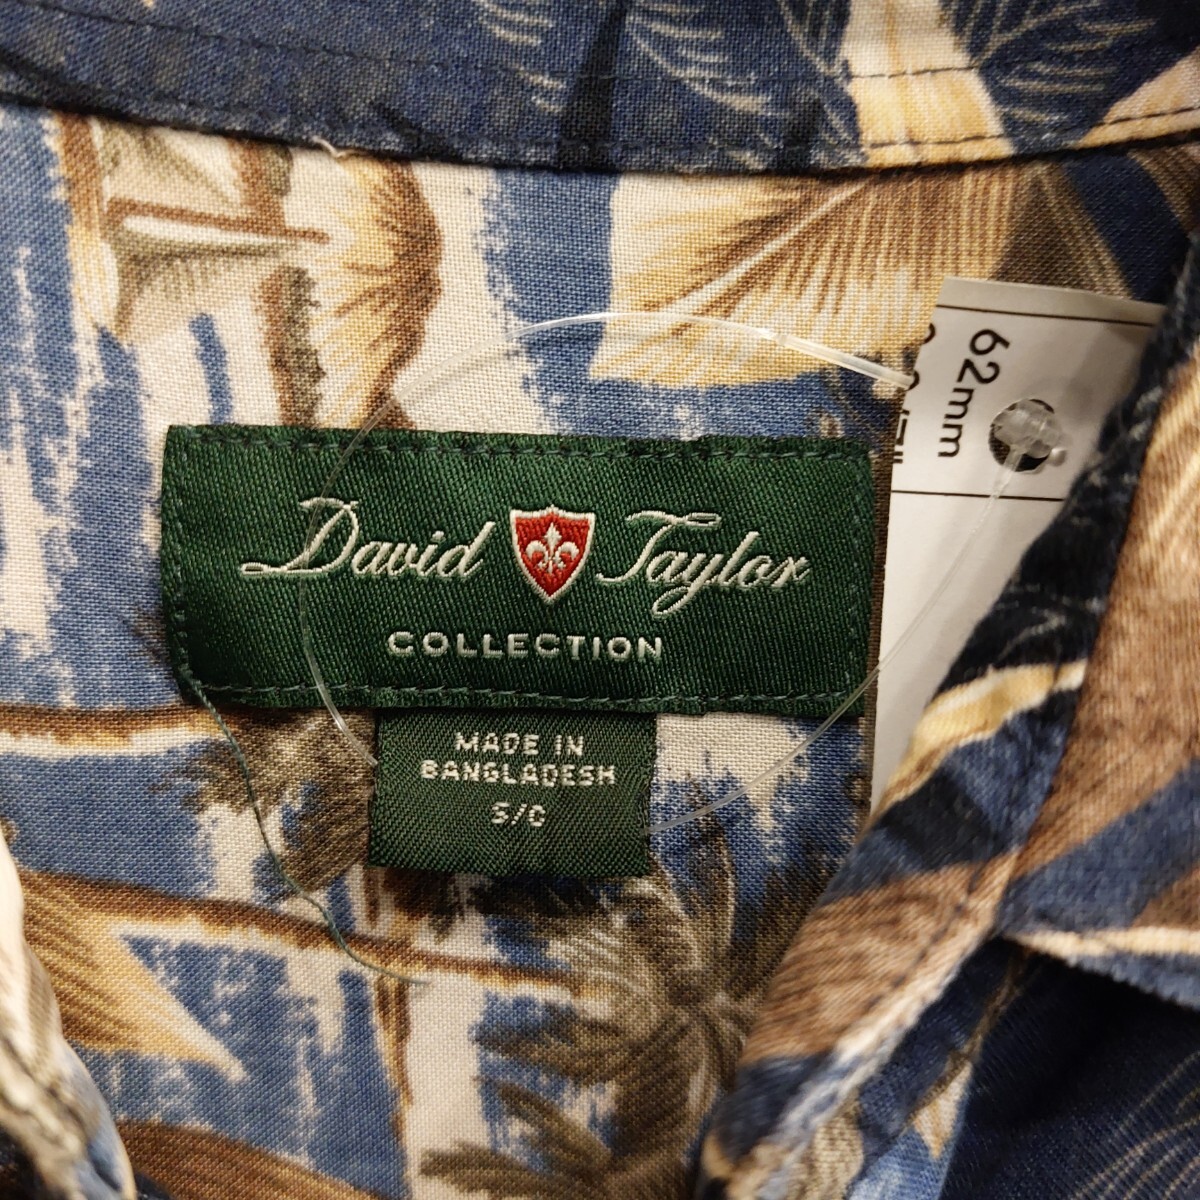 David Taylor
COLLECTION
MADE IN
BANGLADESH
S/C
62mm